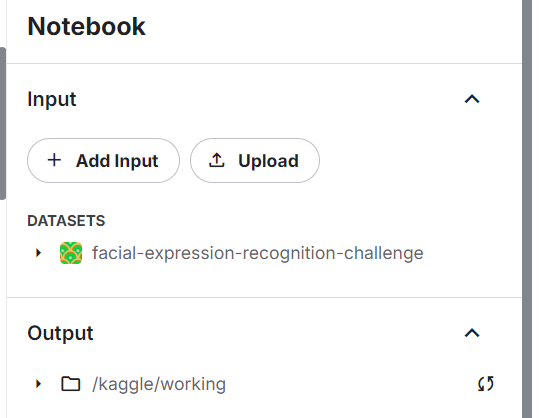 Notebook
Input
Add Input
Upload
DATASETS
facial-expression-recognition-challenge
Output
/kaggle/working